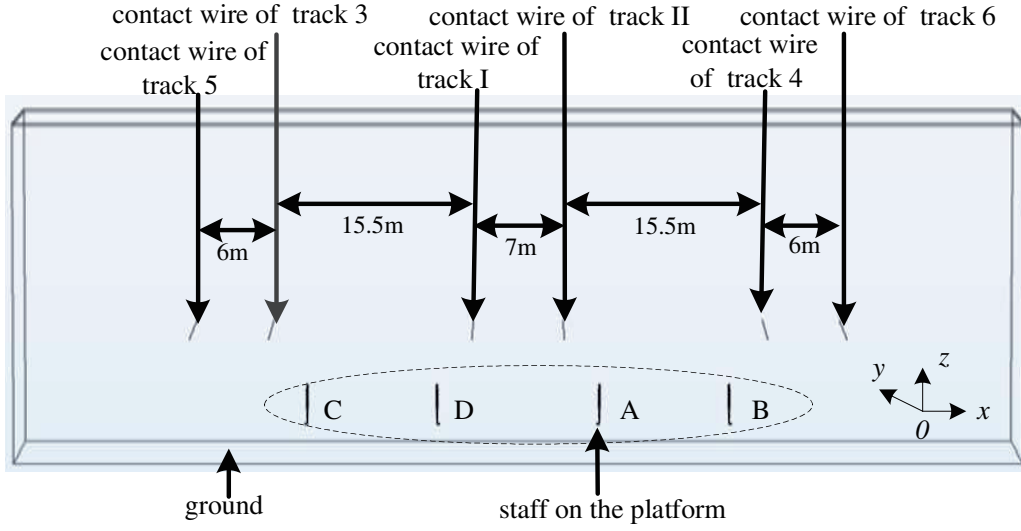 contact wire of track 3
contact wire of track II
contact wire of track 6
contact wire of
track 5
contact wire of
track I
contact wire
of track 4
6m
15.5m
7m
15.5m
6m
C
D
A
B
y
z
x
0
ground
staff on the platform